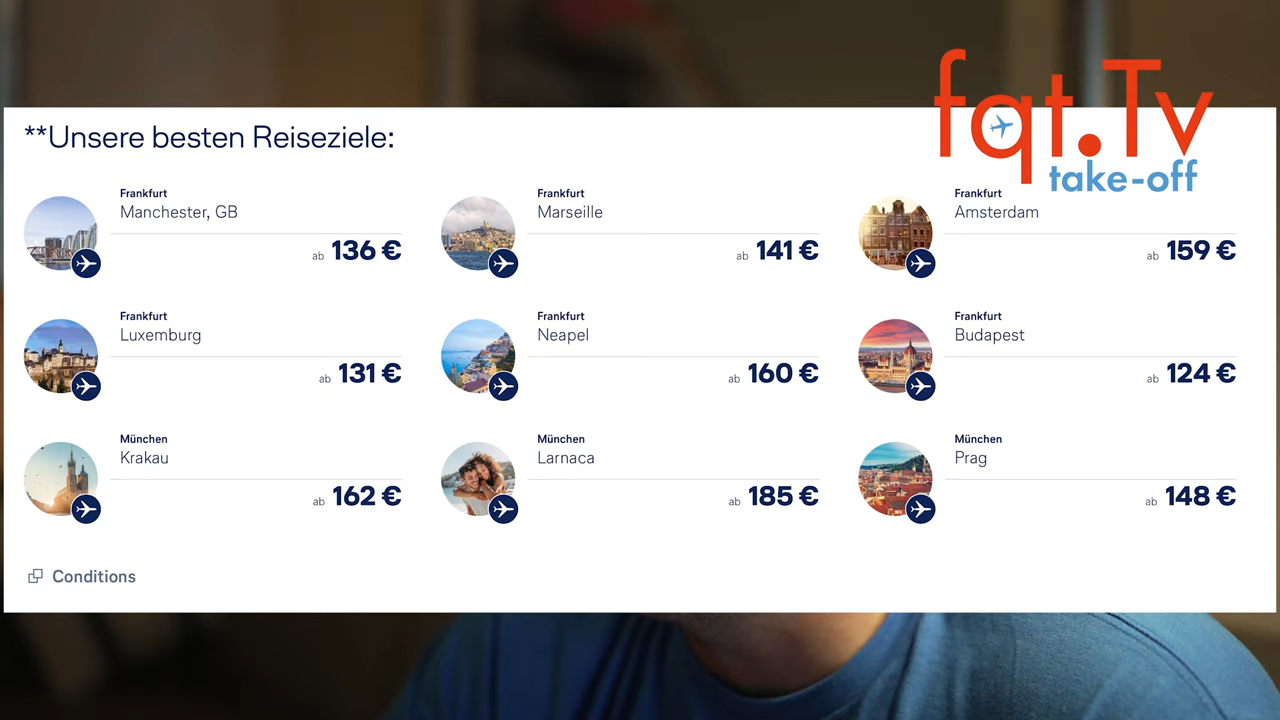 fqt.Tv
take-off
**Unsere besten Reiseziele:
Frankfurt
Manchester, GB
ab 136 €
Frankfurt
Marseille
ab 141 €
Frankfurt
Amsterdam
ab 159 €
Frankfurt
Luxemburg
ab 131 €
Frankfurt
Neapel
ab 160 €
Frankfurt
Budapest
ab 124 €
München
Krakau
ab 162 €
München
Larnaca
ab 185 €
München
Prag
ab 148 €
Conditions